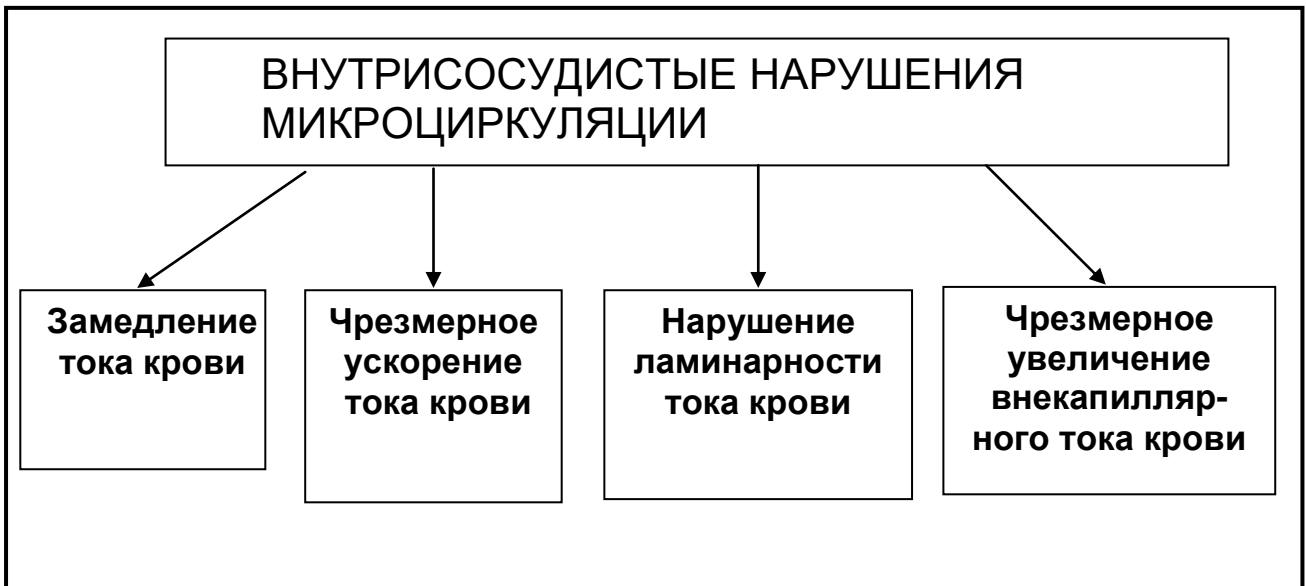 ВНУТРИСОСУДИСТЫЕ НАРУШЕНИЯ
МИКРОЦИРКУЛЯЦИИ
Замедление
тока крови
Чрезмерное
ускорение
тока крови
Нарушение
ламинарности
тока крови
Чрезмерное
увеличение
внекапилляр-
ного тока крови